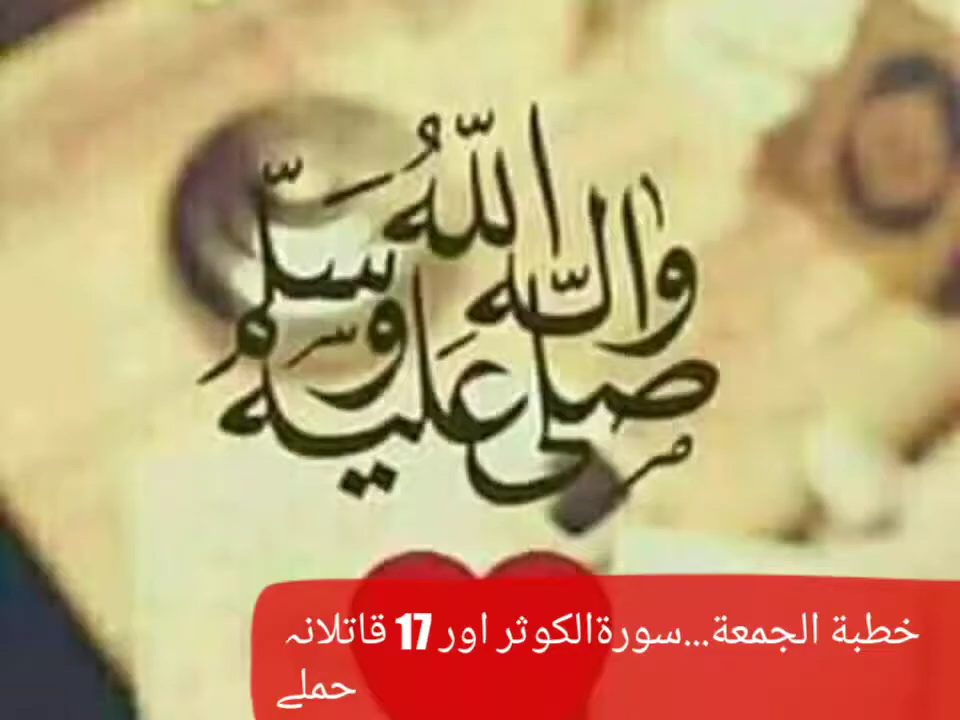 صلى الله عليه وآله وسلم
خطبة الجمعة...سورةالکوثر اور 17 قاتلانہ
حملے